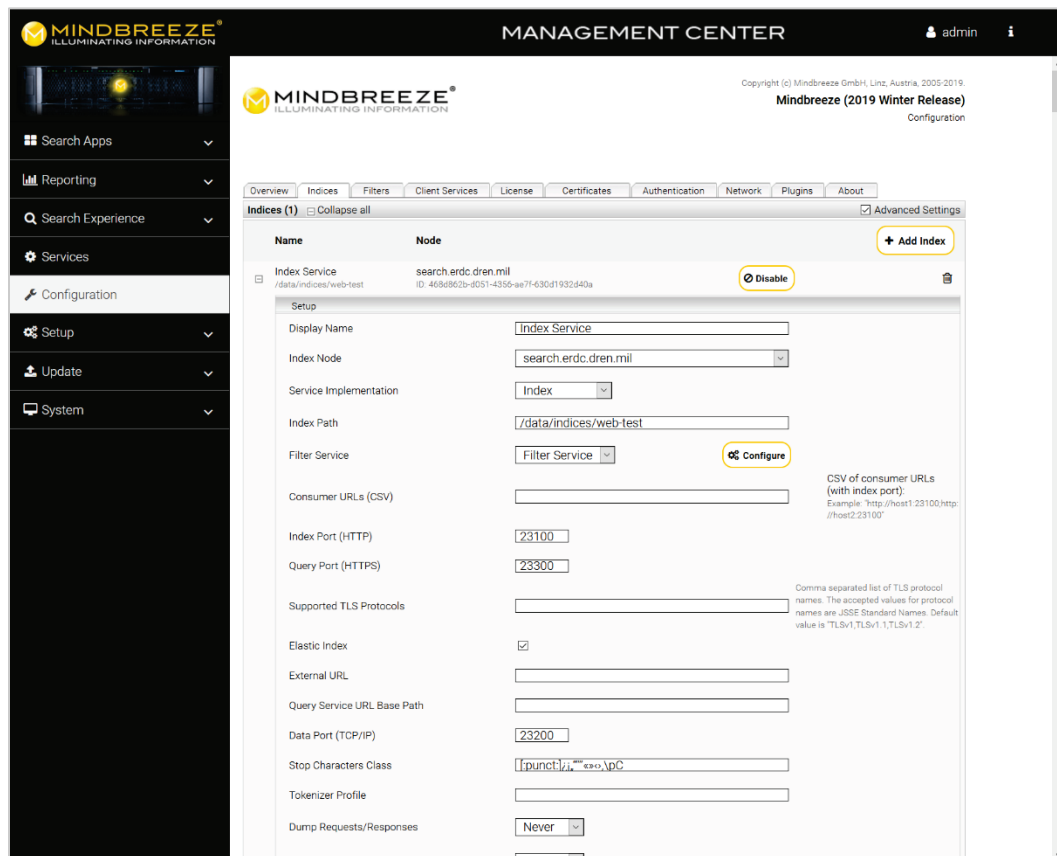 MINDBREEZE®
ILLUMINATING INFORMATION
MANAGEMENT CENTER
admin
i
Search Apps
Reporting
Search Experience
Services
Configuration
Setup
Update
System
MINDBREEZE®
ILLUMINATING INFORMATION
Copyright (c) Mindbreeze GmbH, Linz, Austria, 2005-2019.
Mindbreeze (2019 Winter Release)
Configuration
Overview Indices Filters Client Services License Certificates Authentication Network Plugins About
Indices (1) Collapse all Advanced Settings
Name Node + Add Index
Index Service search.erdc.dren.mil Disable
/data/indices/web-test ID: 468d862b-d051-4356-ae7f-630d1932d40a
Setup
Display Name Index Service
Index Node search.erdc.dren.mil
Service Implementation Index
Index Path /data/indices/web-test
Filter Service Filter Service Configure
Consumer URLs (CSV)
CSV of consumer URLs
(with index port):
Example: "http://host1:23100;http:
//host2:23100"
Index Port (HTTP) 23100
Query Port (HTTPS) 23300
Supported TLS Protocols
Comma separated list of TLS protocol
names. The accepted values for protocol
names are JSSE Standard Names. Default
value is "TLSv1,TLSv1.1,TLSv1.2".
Elastic Index
External URL
Query Service URL Base Path
Data Port (TCP/IP) 23200
Stop Characters Class [:punct:]
Tokenizer Profile
Dump Requests/Responses Never